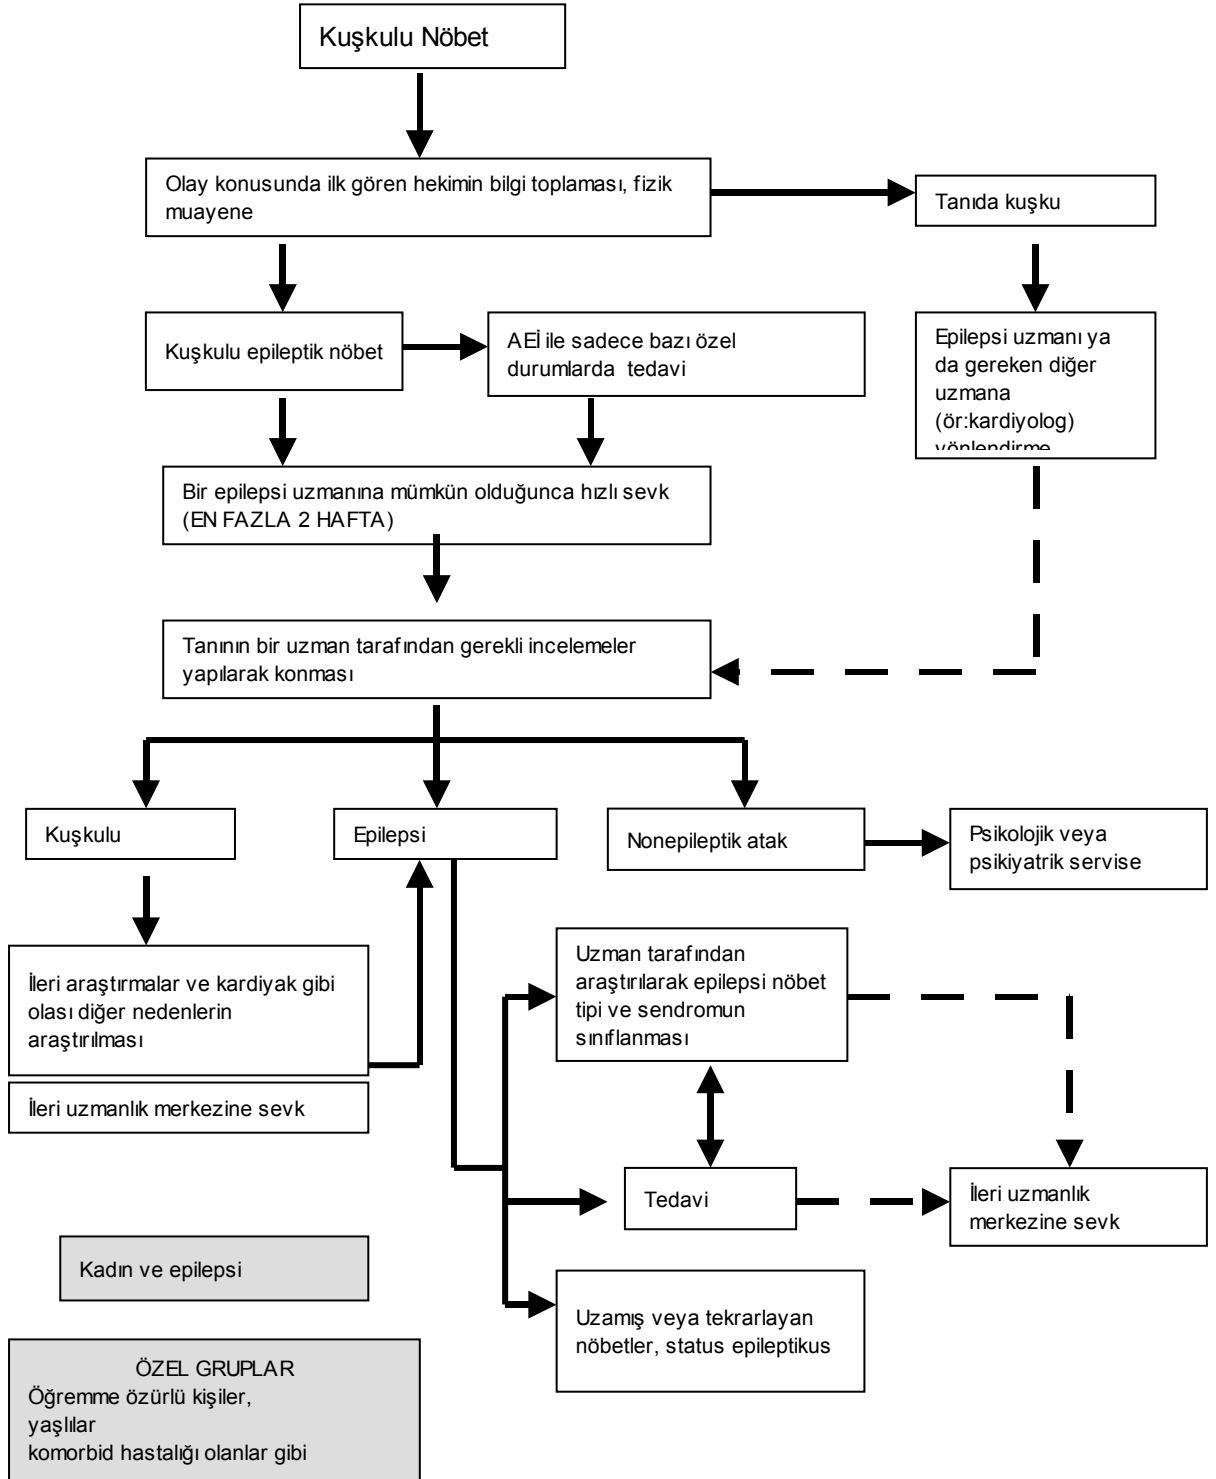 Kuşkulu Nöbet
Olay konusunda ilk gören hekimin bilgi toplaması, fizik
muayene
Tanıda kuşku
Kuşkulu epileptik nöbet
AEİ ile sadece bazı özel
durumlarda tedavi
Epilepsi uzmanı ya
da gereken diğer
uzmana
(ör:kardiyolog)
yönlendirme
Bir epilepsi uzmanına mümkün olduğunca hızlı sevk
(EN FAZLA 2 HAFTA)
Tanının bir uzman tarafından gerekli incelemeler
yapılarak konması
Kuşkulu
Epilepsi
Nonepileptik atak
Psikolojik veya
psikiyatrik servise
İleri araştırmalar ve kardiyak gibi
olası diğer nedenlerin
araştırılması
İleri uzmanlık merkezine sevk
Uzman tarafından
araştırılarak epilepsi nöbet
tipi ve sendromun
sınıflanması
Tedavi
İleri uzmanlık
merkezine sevk
Uzamış veya tekrarlayan
nöbetler, status epileptikus
Kadın ve epilepsi
ÖZEL GRUPLAR
Öğremme özürlü kişiler,
yaşlılar
komorbid hastalığı olanlar gibi